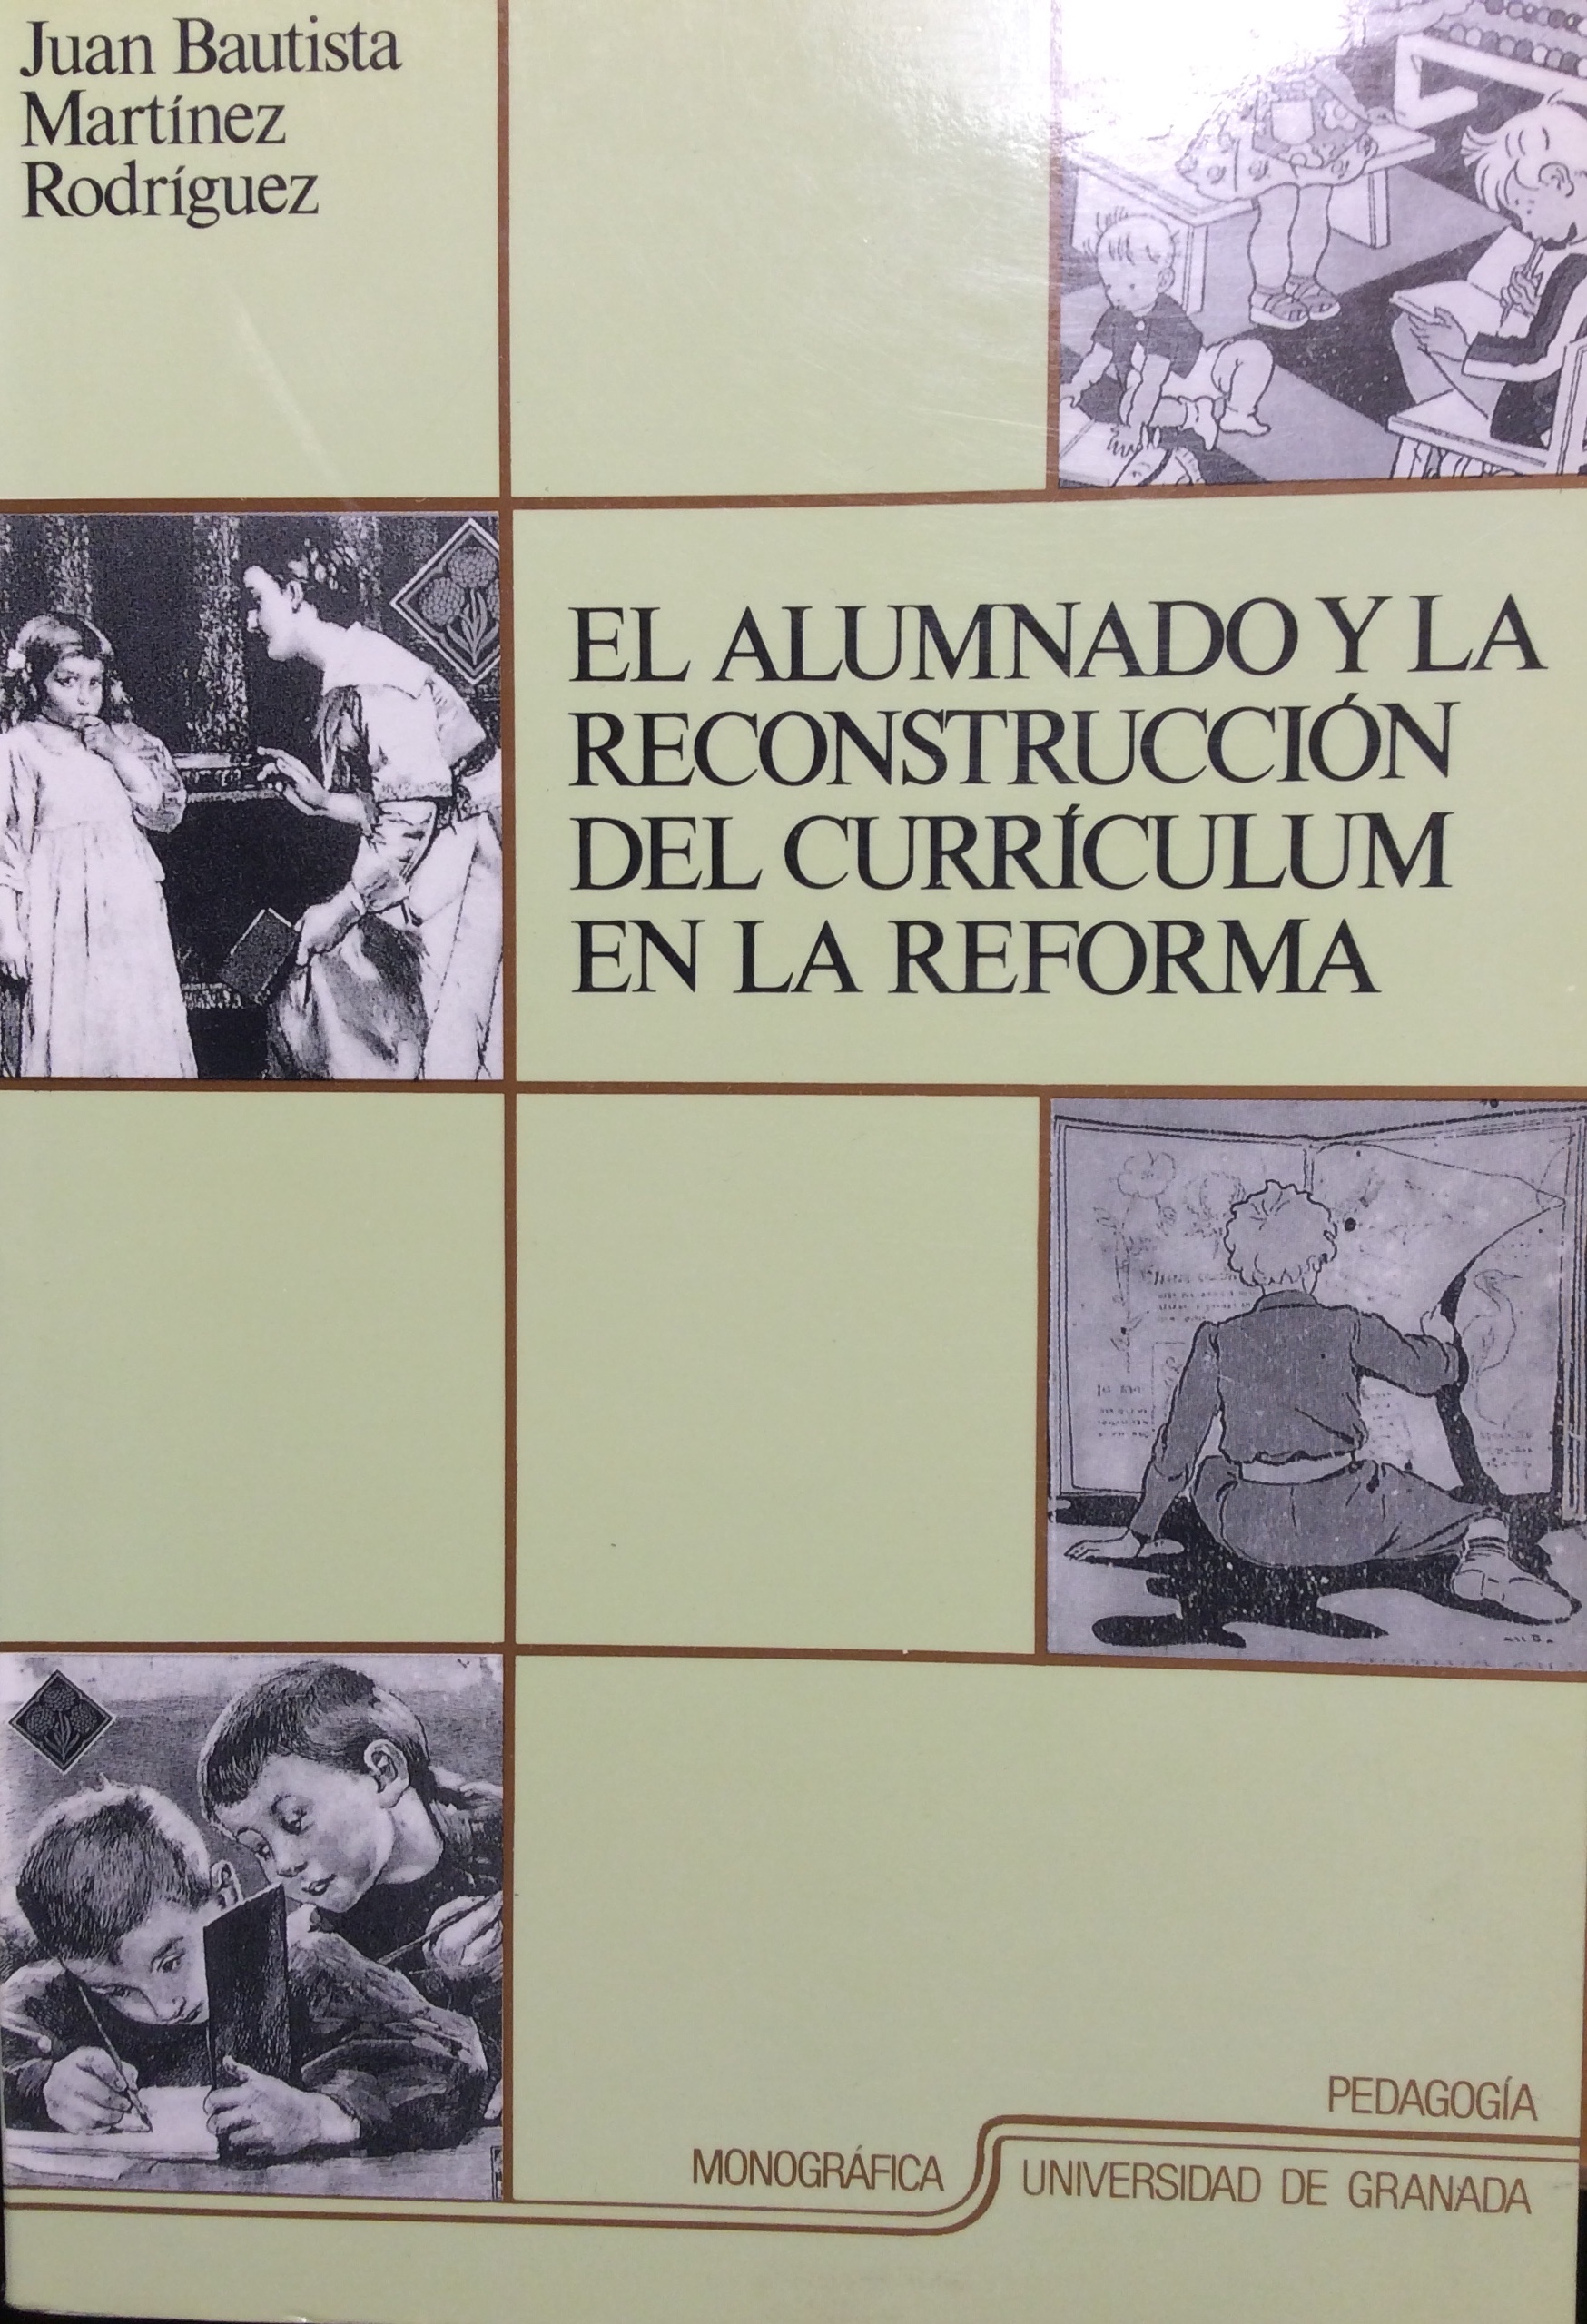 Juan Bautista
Martínez
Rodríguez
EL ALUMNADO Y LA
RECONSTRUCCIÓN
DEL CURRÍCULUM
EN LA REFORMA
PEDAGOGÍA
MONOGRÁFICA
UNIVERSIDAD DE GRANADA